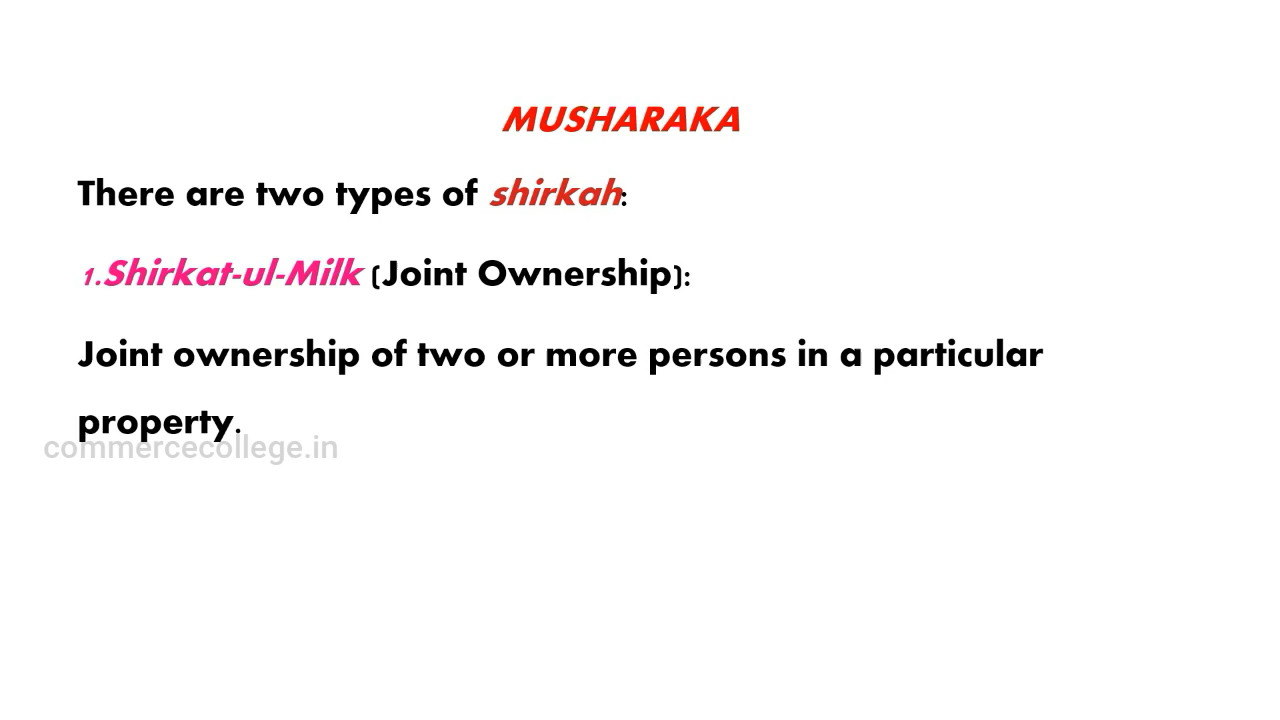 MUSHARAKA
There are two types of shirkah:
1.Shirkat-ul-Milk (Joint Ownership):
Joint ownership of two or more persons in a particular
property.
commercecollege.in